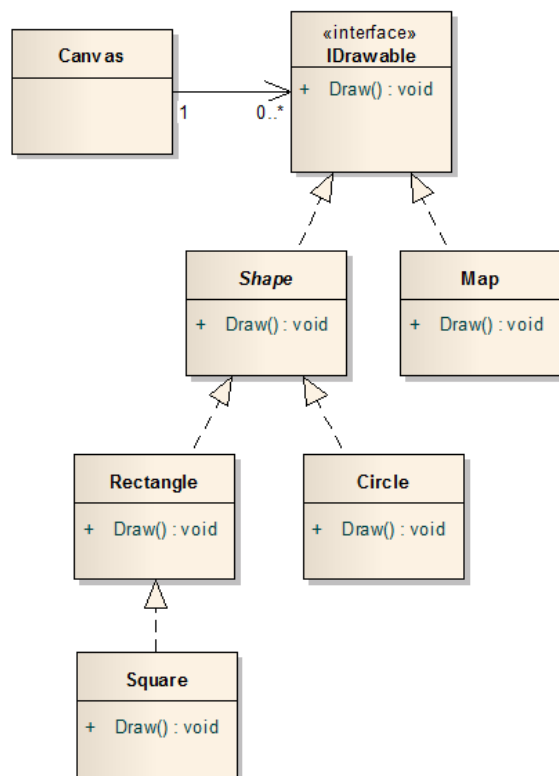 «interface»
Canvas
IDrawable
+ Draw() : void
1
0..*
Shape
Map
+ Draw() : void
+ Draw() : void
Rectangle
Circle
+ Draw() : void
+ Draw() : void
Square
+ Draw() : void